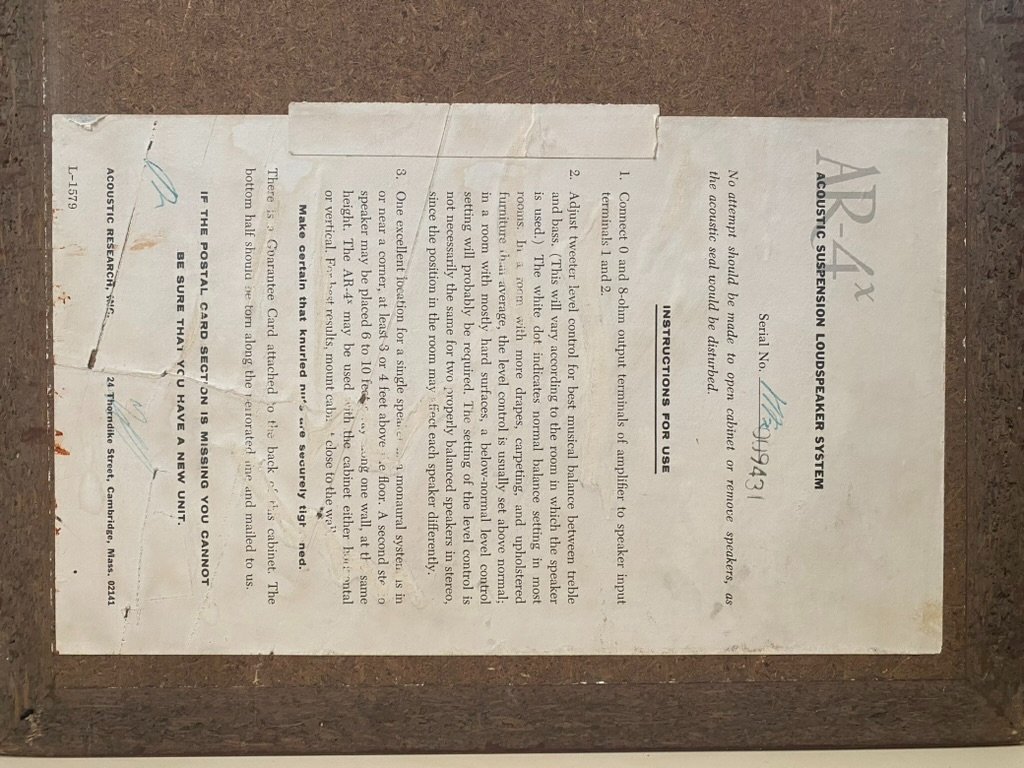 AR-4x
ACOUSTIC SUSPENSION LOUDSPEAKER SYSTEM
Serial No.
No attempt should be made to open cabinet or remove speakers, as
the acoustic seal would be disturbed.
INSTRUCTIONS FOR USE
1. Connect 6 and 8-ohm output terminals of amplifier to speaker input
terminals 1 and 2.
2. Adjust tweeter level control for best musical balance between treble
and bass. (This will vary according to the room in which the speaker
is used.) The white dot indicates normal balance setting in most
rooms. In a room with more drapes, carpeting, and upholstered
furniture than average, the level control is usually set above normal;
in a room with mostly hard surfaces, a below-normal level control
setting will probably be required. The setting of the level control is
not necessarily the same for two properly balanced speakers in stereo,
since the position in the room may affect each speaker differently.
3. One excellent location for a single speaker in a monaural system is in
or near a corner, at least 3 or 4 feet above the floor. A second stereo
speaker may be placed 6 to 10 feet away along one wall, at the same
height. The AR-4x may be used with the cabinet either horizontal
or vertical. For best results, mount cabinet close to the wall.
Make certain that knurled nuts are securely tightened.
There is a Guarantee Card attached to the back of this cabinet. The
bottom half should be torn along the perforated line and mailed to us.
IF THE POSTAL CARD SECTION IS MISSING YOU CANNOT
BE SURE THAT YOU HAVE A NEW UNIT.
ACOUSTIC RESEARCH, INC. 24 Thorndike Street, Cambridge, Mass. 02141
L-1579